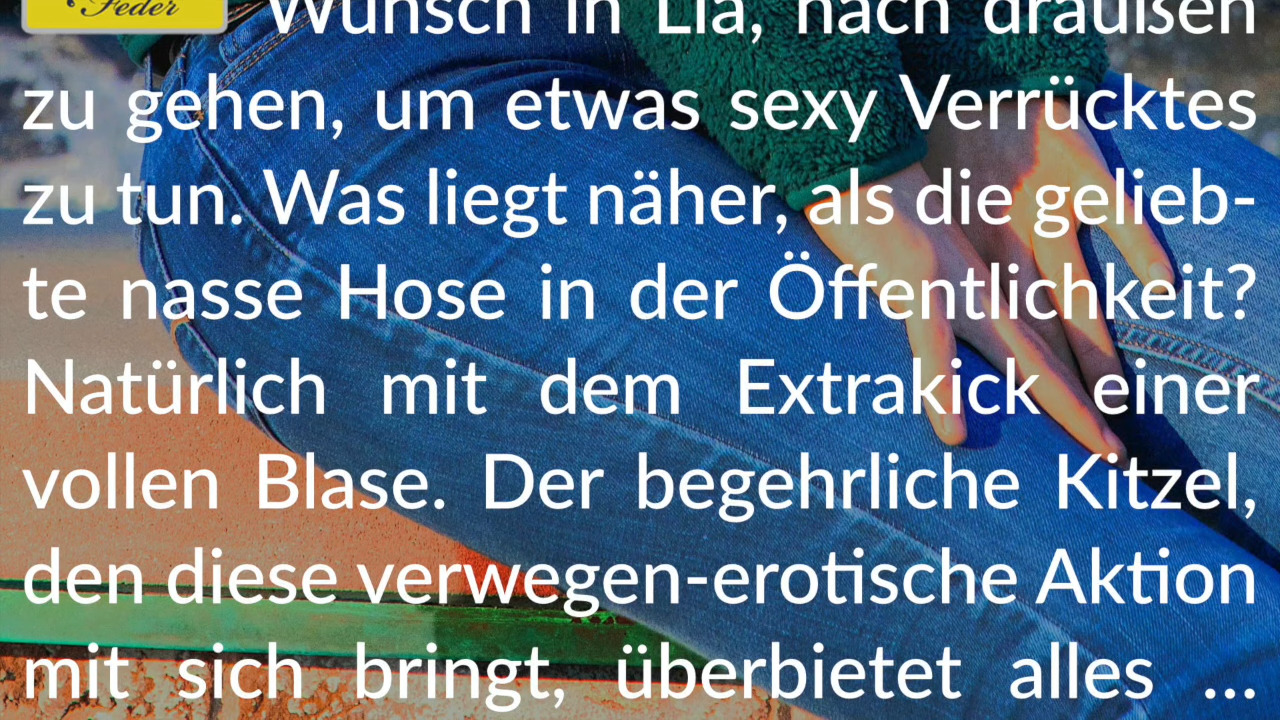 Feder
Wunsch in Lia, nach draußen
zu gehen, um etwas sexy Verrücktes
zu tun. Was liegt näher, als die gelieb-
te nasse Hose in der Öffentlichkeit?
Natürlich mit dem Extrakick einer
vollen Blase. Der begehrliche Kitzel,
den diese verwegen-erotische Aktion
mit sich bringt, überbietet alles ...